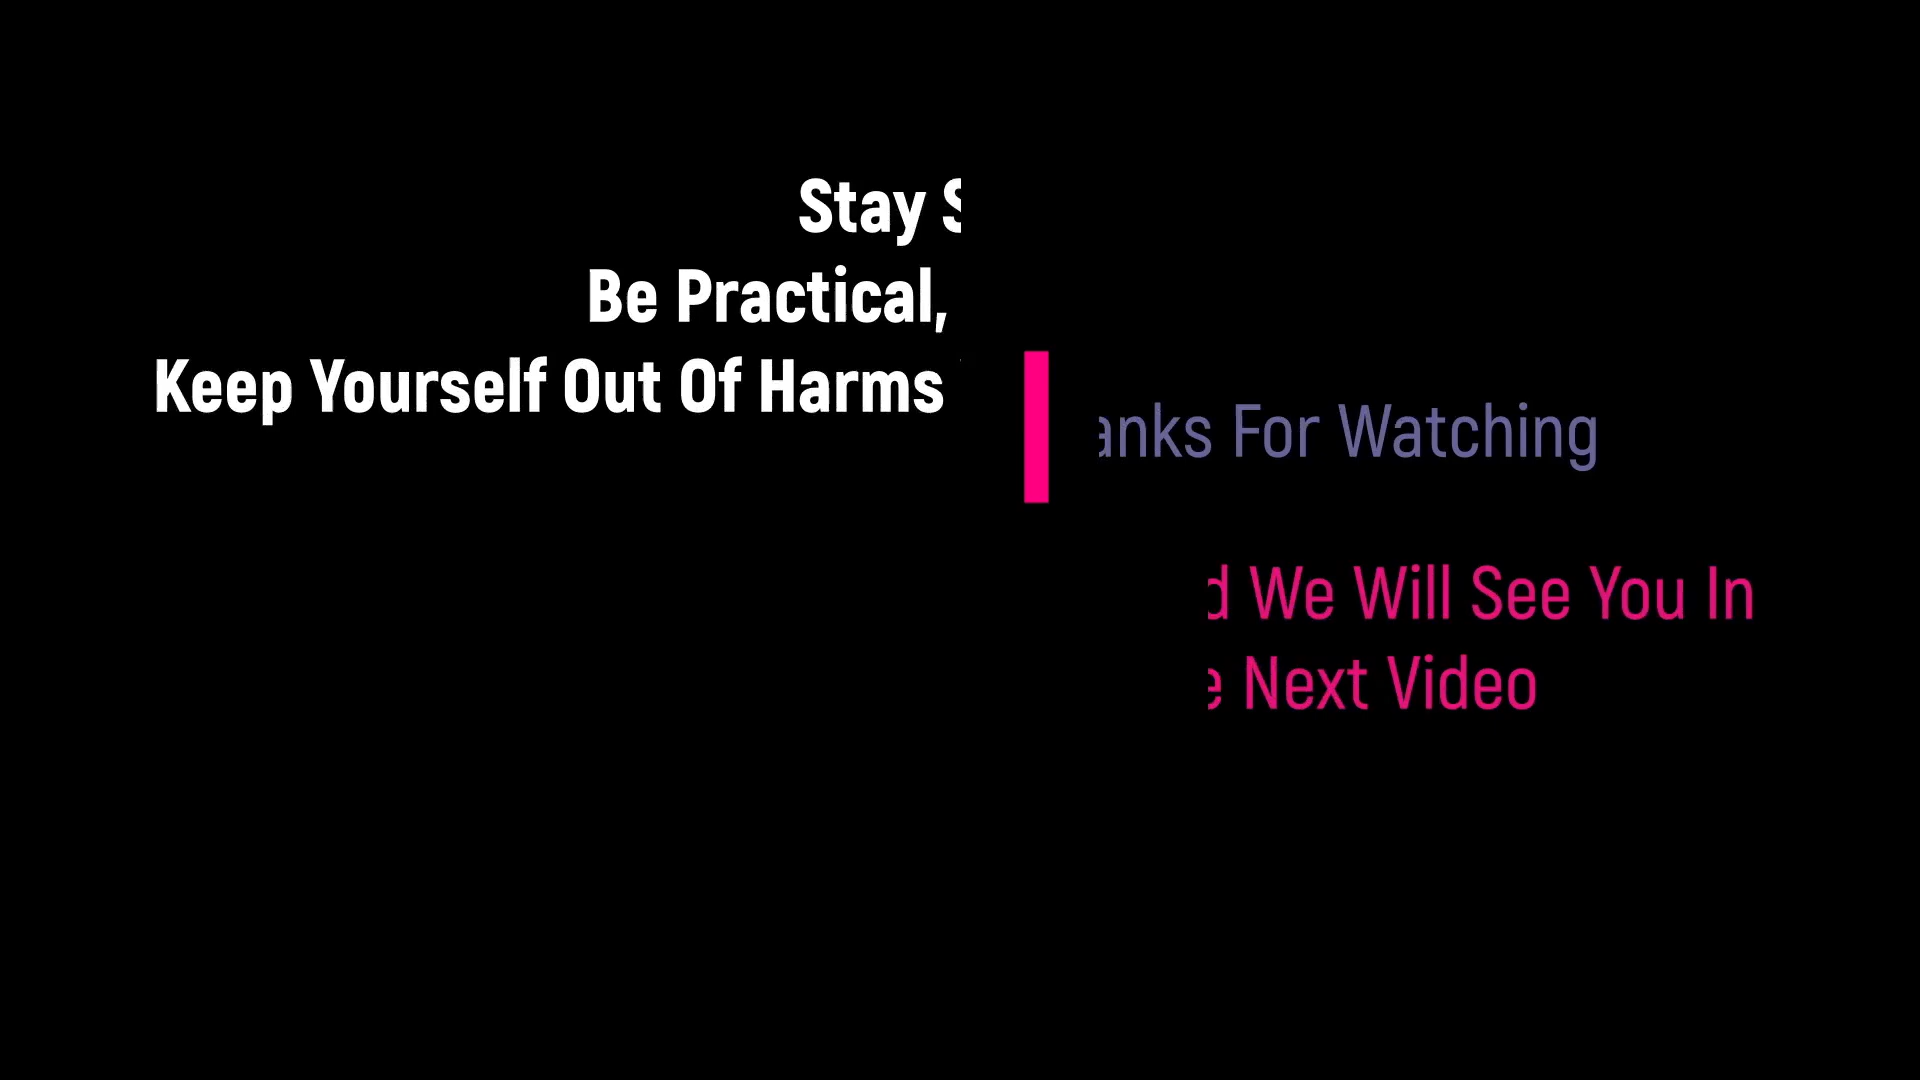 Stay S
Be Practical,
Keep Yourself Out Of Harms
anks For Watching
d We Will See You In
e Next Video